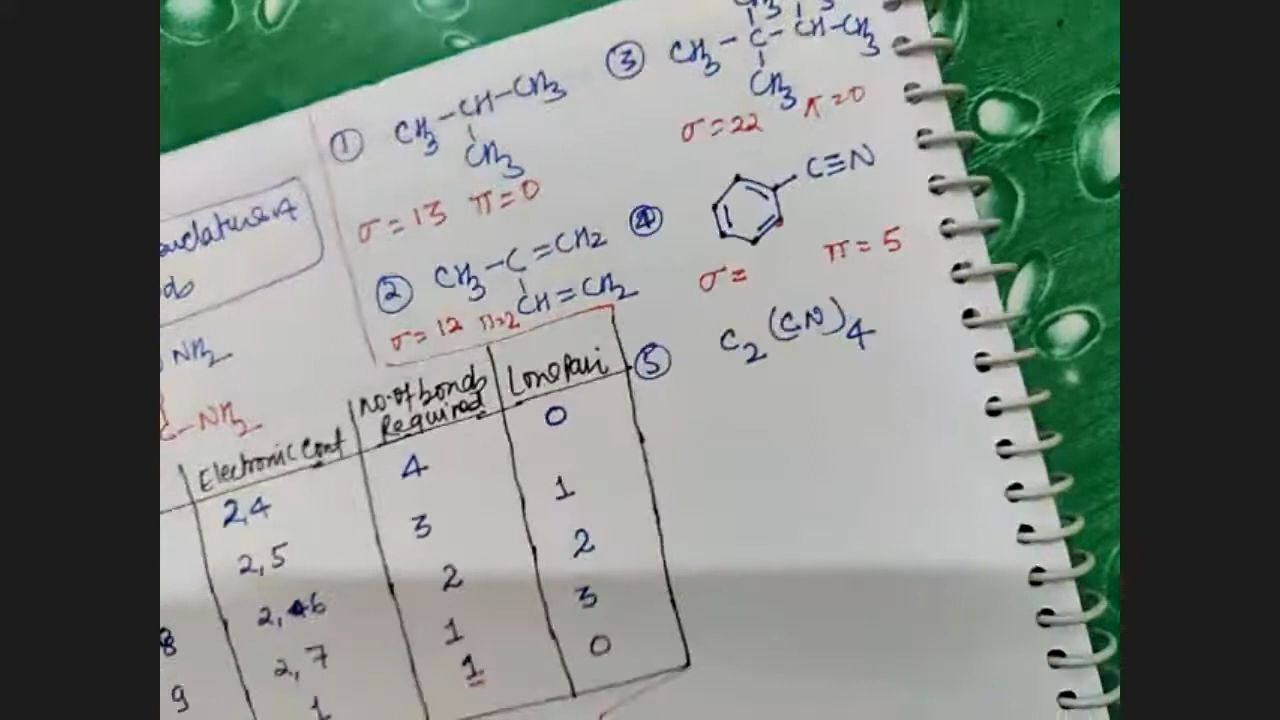 ① CH3-CH-CH3
CH3
σ = 13 π = 0
② CH3-C=CH2
CH=CH2
σ = 12 π=2
③ CH3-C-CH-CH3
CH3
σ = 22 π = 0
④ C≡N
σ = π = 5
⑤ C2(CN)4
NH2
-NH2
Electronic Conf | No. of bonds Required | Lone Pair
2,4 4 0
2,5 3 1
2,6 2 2
8
2,7 1 3
9
1 1 0